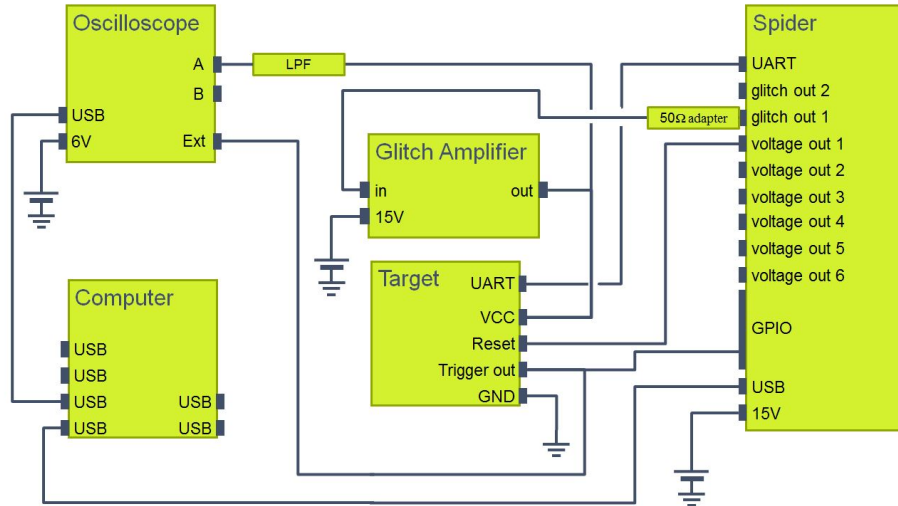 Oscilloscope
A
B
USB
6V
Ext
LPF
Glitch Amplifier
in
out
15V
Target
UART
VCC
Reset
Trigger out
GND
Computer
USB
USB
USB
USB
USB
USB
Spider
UART
glitch out 2
50Ω adapter
glitch out 1
voltage out 1
voltage out 2
voltage out 3
voltage out 4
voltage out 5
voltage out 6
GPIO
USB
15V